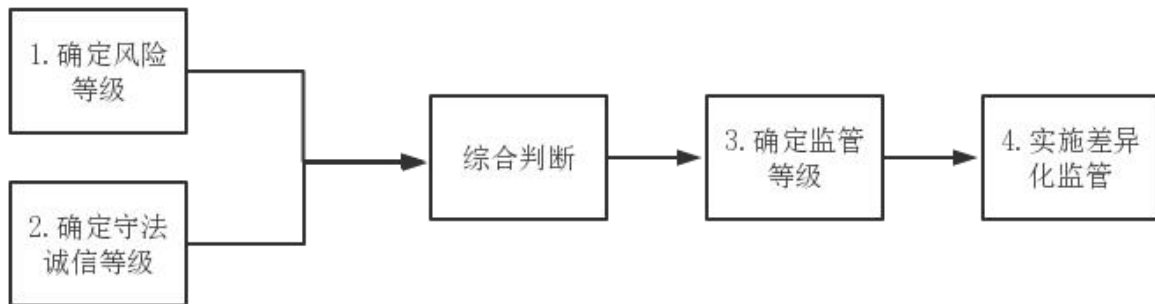 1.确定风险
等级
2.确定守法
诚信等级
综合判断
3.确定监管
等级
4.实施差异
化监管